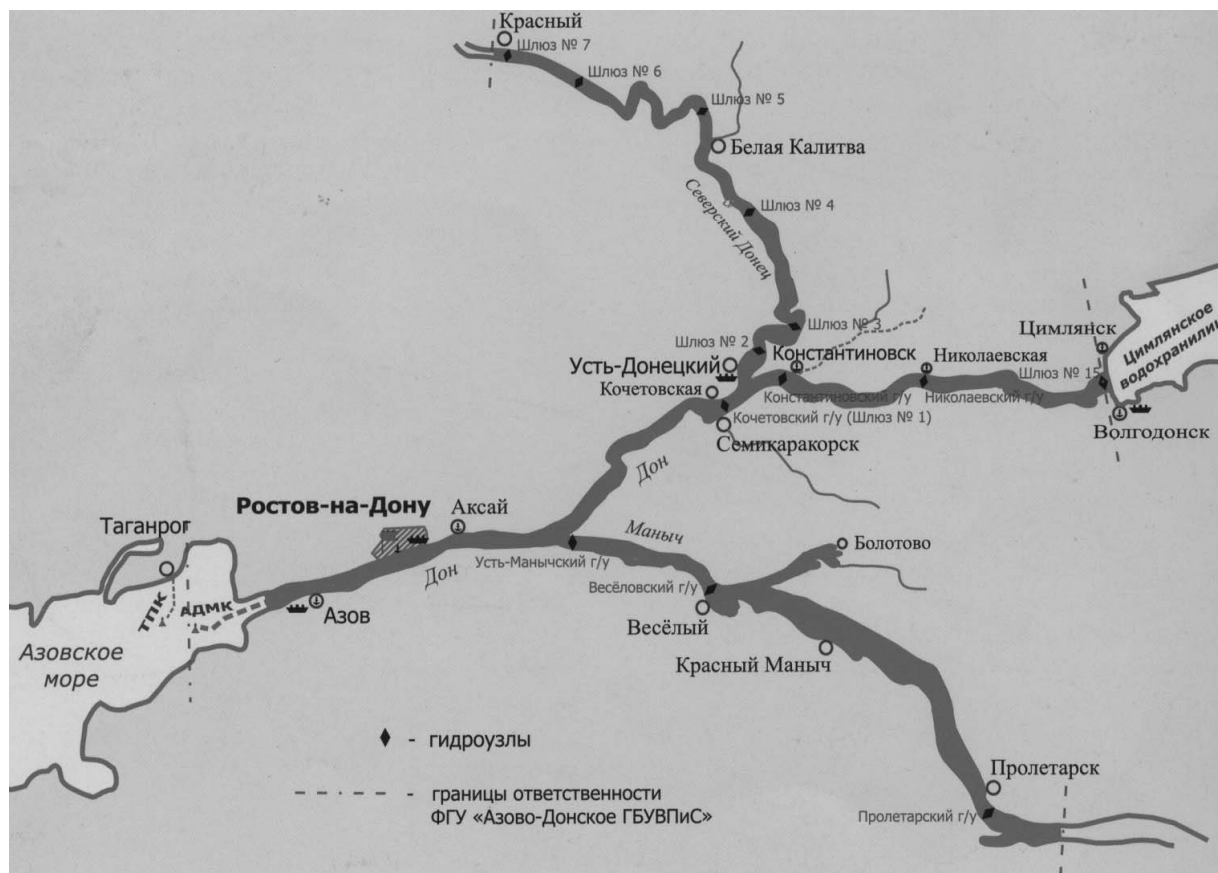 Красный
Шлюз № 7
Шлюз № 6
Шлюз № 5
Белая Калитва
Северский Донец
Шлюз № 4
Шлюз № 3
Шлюз № 2
Усть-Донецкий
Константиновск
Николаевская
Цимлянск
Цимлянское
водохранилищ
Шлюз № 15
Кочетовская
Константиновский г/у
Николаевский г/у
Кочетовский г/у (Шлюз № 1)
Волгодонск
Семикаракорск
Дон
Ростов-на-Дону
Аксай
Таганрог
Маныч
Болотово
Усть-Манычский г/у
Дон
Весёловский г/у
ТПК
АДМК
Азов
Весёлый
Азовское
море
Красный Маныч
- гидроузлы
Пролетарск
- границы ответственности
ФГУ «Азово-Донское ГБУВПиС»
Пролетарский г/у